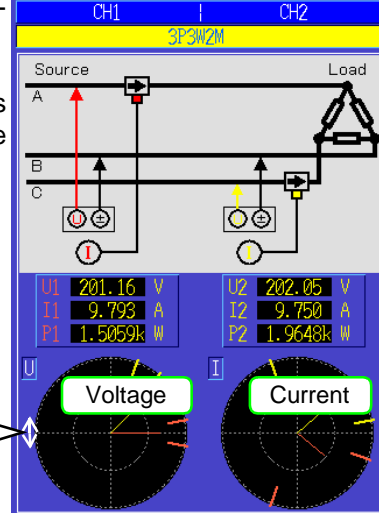 CH1 | CH2
3P3W2M
Source Load
A
B
C
U ± U ±
I I
U1 201.16 V U2 202.05 V
I1 9.793 A I2 9.750 A
P1 1.5059k W P2 1.9648k W
U I
Voltage Current